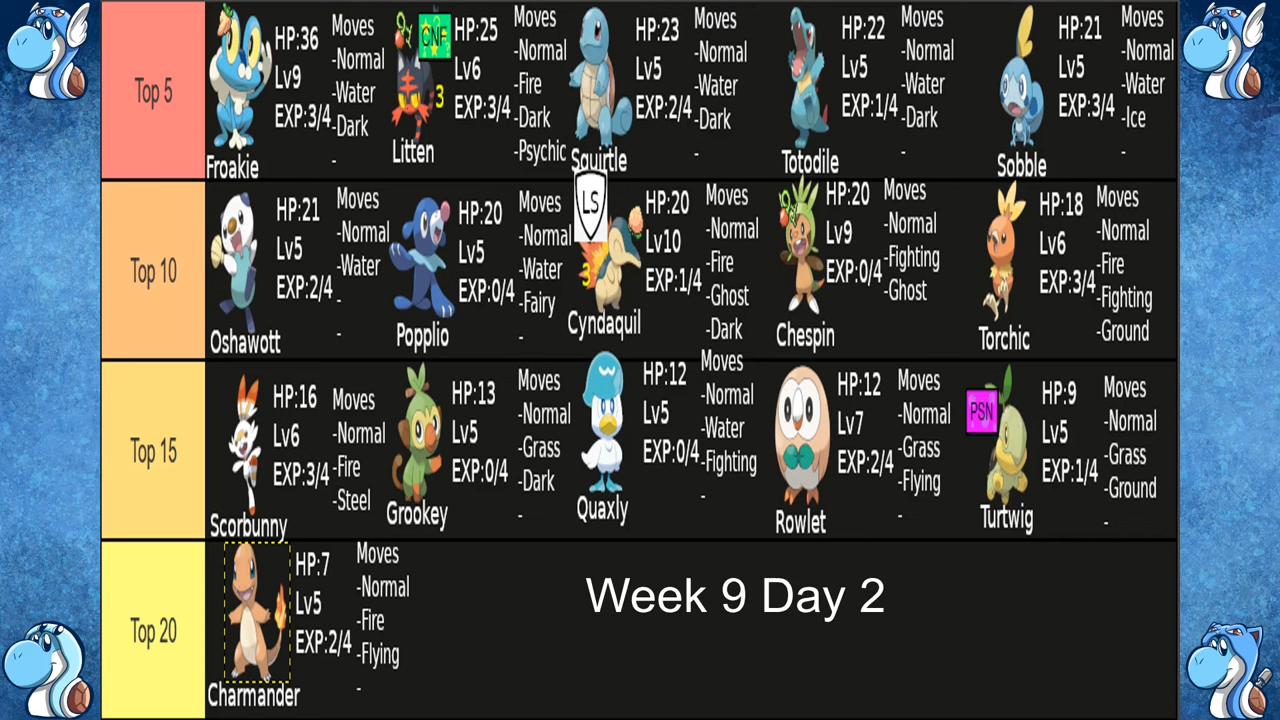 Top 5
HP:36
Lv9
EXP:3/4
Moves
-Normal
-Water
-Dark
-
Froakie
CNF
3
HP:25
Lv6
EXP:3/4
Moves
-Normal
-Fire
-Dark
-Psychic
Litten
HP:23
Lv5
EXP:2/4
Moves
-Normal
-Water
-Dark
-
Squirtle
HP:22
Lv5
EXP:1/4
Moves
-Normal
-Water
-Dark
-
Totodile
HP:21
Lv5
EXP:3/4
Moves
-Normal
-Water
-Ice
-
Sobble
Top 10
HP:21
Lv5
EXP:2/4
Moves
-Normal
-Water
-
-
Oshawott
HP:20
Lv5
EXP:0/4
Moves
-Normal
-Water
-Fairy
-
Popplio
LS
3
HP:20
Lv10
EXP:1/4
Moves
-Normal
-Fire
-Ghost
-Dark
Cyndaquil
HP:20
Lv9
EXP:0/4
Moves
-Normal
-Fighting
-Ghost
Chespin
HP:18
Lv6
EXP:3/4
Moves
-Normal
-Fire
-Fighting
-Ground
Torchic
Top 15
HP:16
Lv6
EXP:3/4
Moves
-Normal
-Fire
-Steel
Scorbunny
HP:13
Lv5
EXP:0/4
Moves
-Normal
-Grass
-Dark
-
Grookey
HP:12
Lv5
EXP:0/4
Moves
-Normal
-Water
-Fighting
-
Quaxly
HP:12
Lv7
EXP:2/4
Moves
-Normal
-Grass
-Flying
-
Rowlet
PSN
HP:9
Lv5
EXP:1/4
Moves
-Normal
-Grass
-Ground
-
Turtwig
Top 20
HP:7
Lv5
EXP:2/4
Moves
-Normal
-Fire
-Flying
-
Charmander
Week 9 Day 2